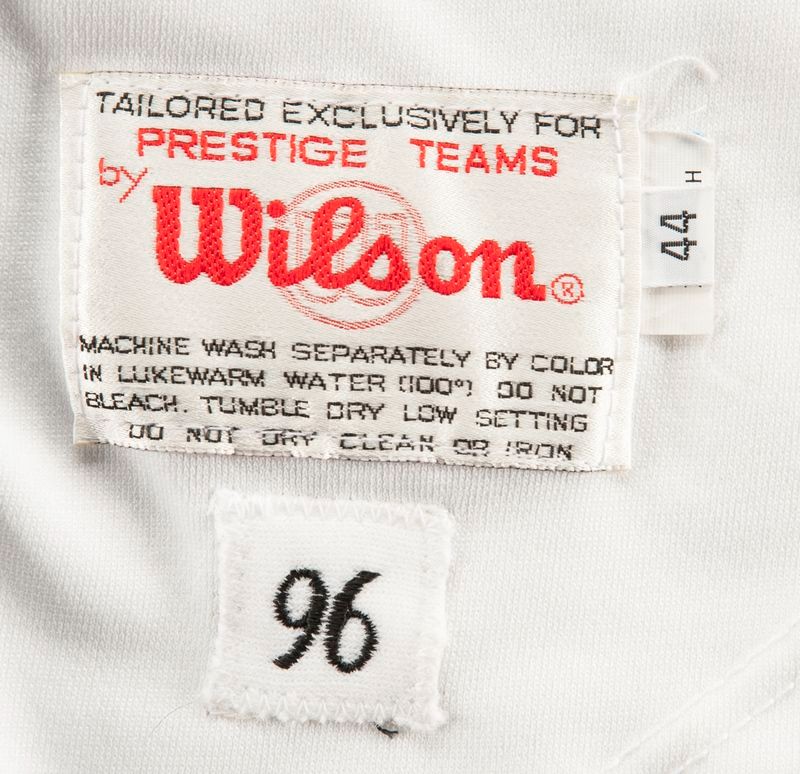 TAILORED EXCLUSIVELY FOR
PRESTIGE TEAMS
by
Wilson®
MACHINE WASH SEPARATELY BY COLOR
IN LUKEWARM WATER (100°) DO NOT
BLEACH. TUMBLE DRY LOW SETTING
DO NOT DRY CLEAN OR IRON
H
44
96